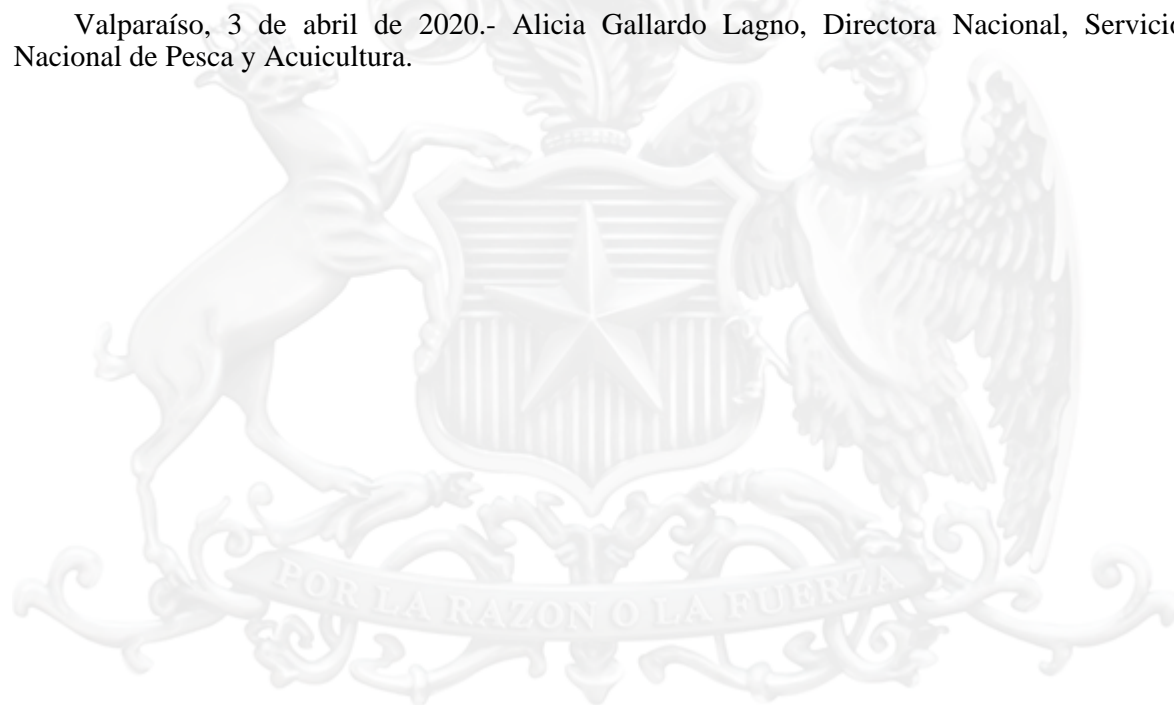 Valparaíso, 3 de abril de 2020.- Alicia Gallardo Lagno, Directora Nacional, Servicio
Nacional de Pesca y Acuicultura.
POR LA RAZON O LA FUERZA